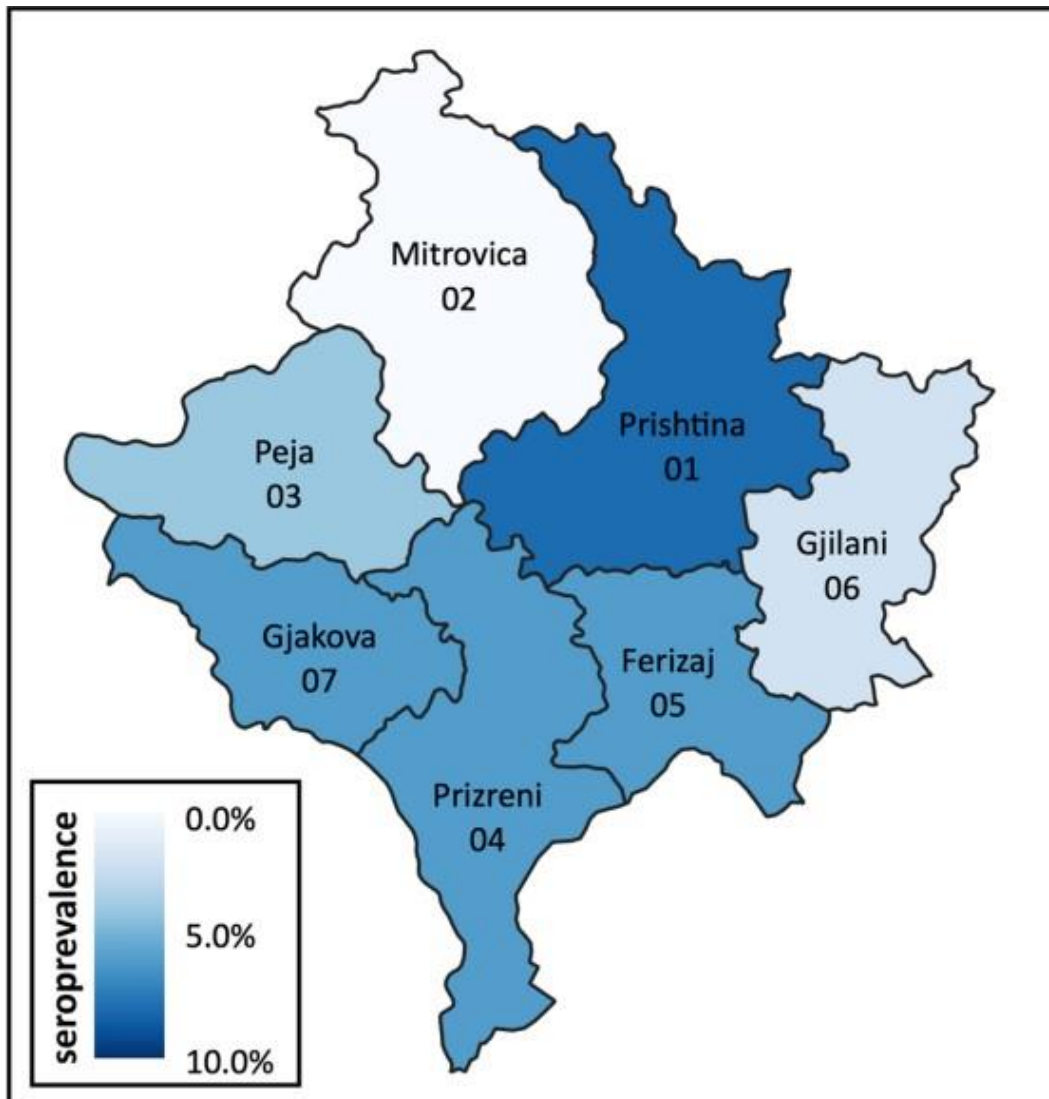 Mitrovica
02
Prishtina
01
Peja
03
Gjilani
06
Gjakova
07
Ferizaj
05
Prizreni
04
seroprevalence
0.0%
5.0%
10.0%